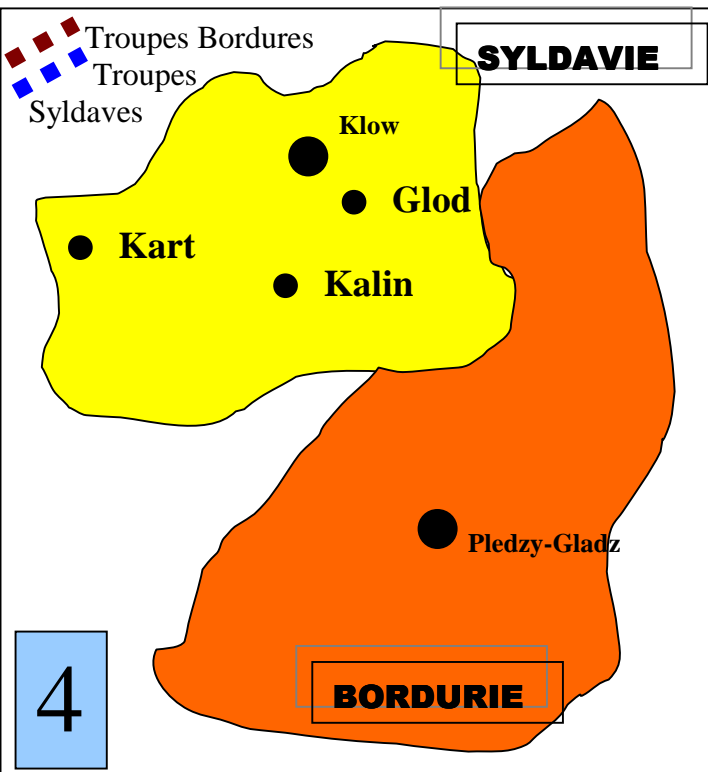 Troupes Bordures
Troupes
Syldaves
SYLDAVIE
Klow
Glod
Kart
Kalin
Pledzy-Gladz
BORDURIE
4